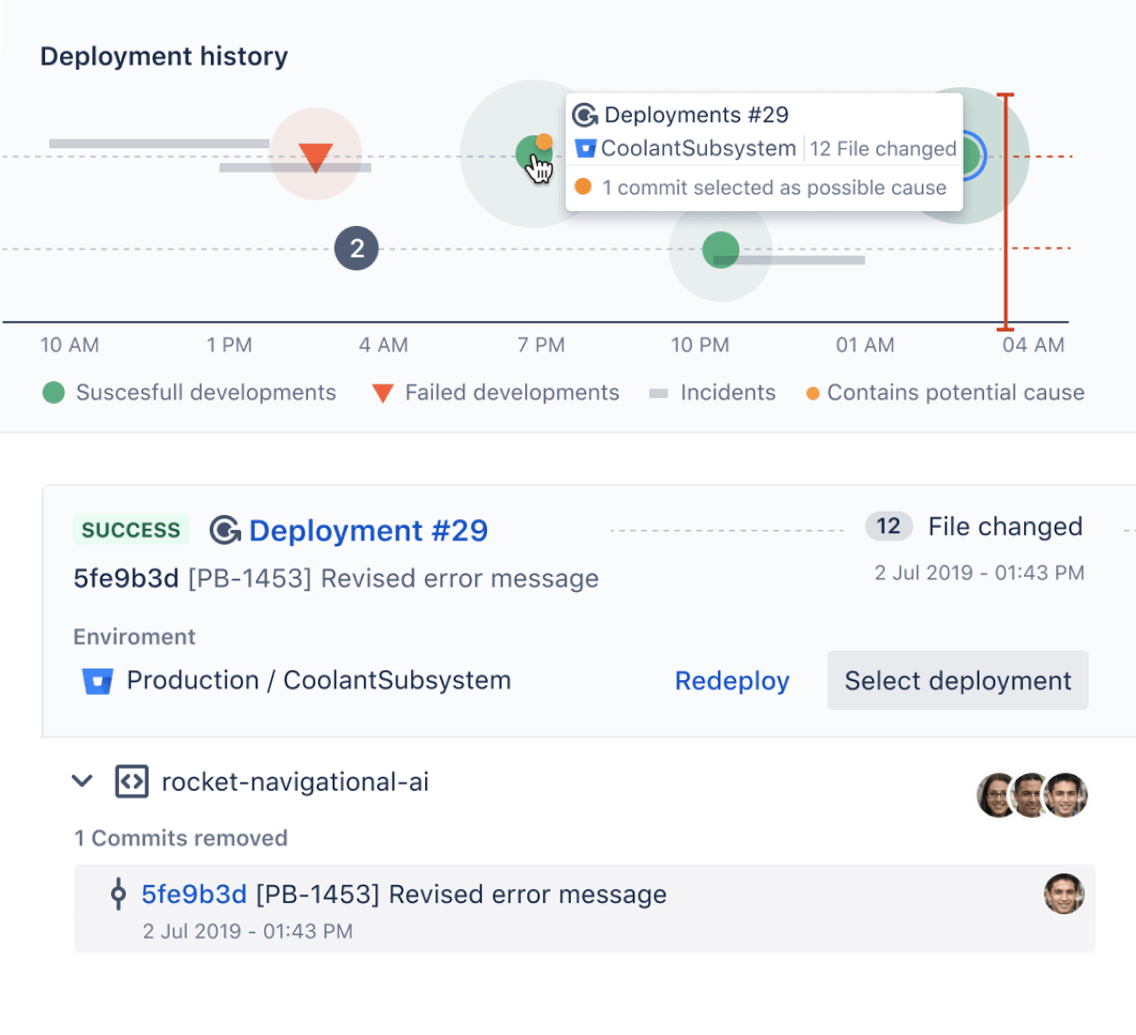 Deployment history
Deployments #29
CoolantSubsystem 12 File changed
1 commit selected as possible cause
2
10 AM 1 PM 4 AM 7 PM 10 PM 01 AM 04 AM
Suscesfull developments Failed developments Incidents Contains potential cause
SUCCESS Deployment #29 12 File changed
5fe9b3d [PB-1453] Revised error message 2 Jul 2019 - 01:43 PM
Enviroment
Production / CoolantSubsystem Redeploy Select deployment
rocket-navigational-ai
1 Commits removed
5fe9b3d [PB-1453] Revised error message
2 Jul 2019 - 01:43 PM